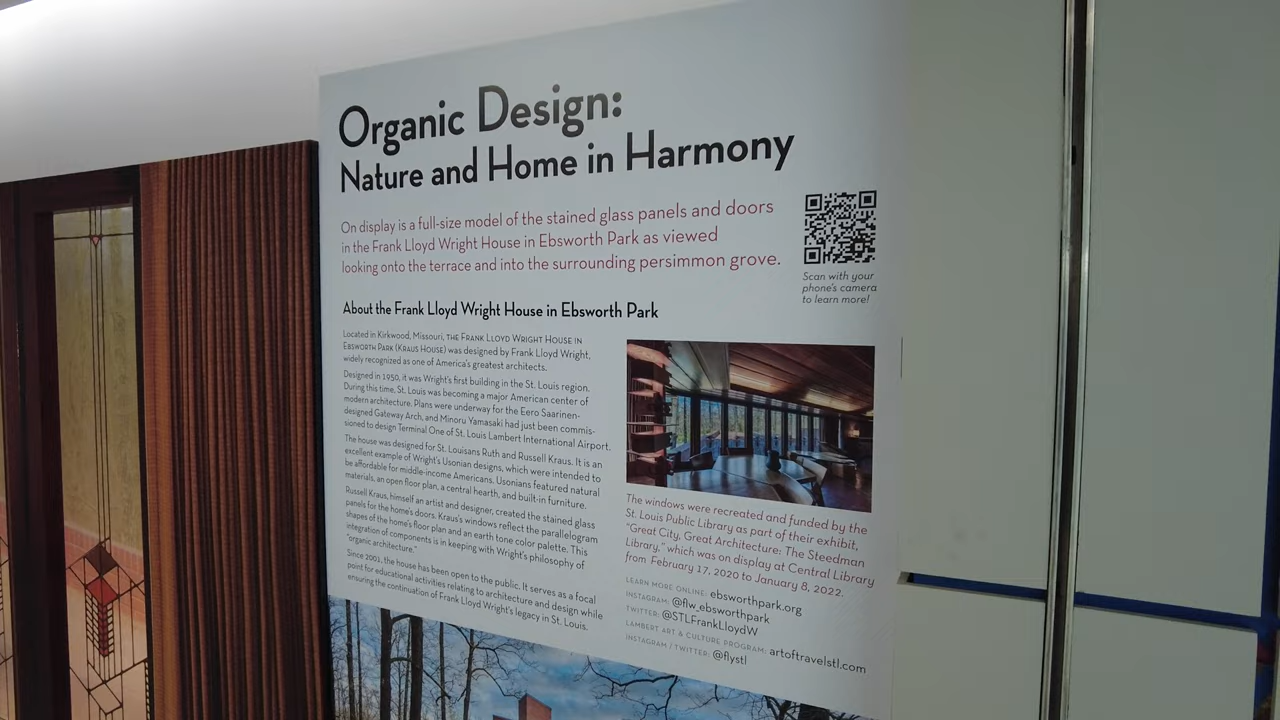 Organic Design:
Nature and Home in Harmony
On display is a full-size model of the stained glass panels and doors
in the Frank Lloyd Wright House in Ebsworth Park as viewed
looking onto the terrace and into the surrounding persimmon grove.
Scan with your
phone's camera
to learn more!
About the Frank Lloyd Wright House in Ebsworth Park
Located in Kirkwood, Missouri, THE FRANK LLOYD WRIGHT HOUSE IN
EBSWORTH PARK (KRAUS HOUSE) was designed by Frank Lloyd Wright,
widely recognized as one of America's greatest architects.
Designed in 1950, it was Wright's first building in the St. Louis region.
During this time, St. Louis was becoming a major American center of
modern architecture. Plans were underway for the Eero Saarinen-
designed Gateway Arch, and Minoru Yamasaki had just been commis-
sioned to design Terminal One of St. Louis Lambert International Airport.
The house was designed for St. Louisans Ruth and Russell Kraus. It is an
excellent example of Wright's Usonian designs, which were intended to
be affordable for middle-income Americans. Usonians featured natural
materials, an open floor plan, a central hearth, and built-in furniture.
Russell Kraus, himself an artist and designer, created the stained glass
panels for the home's doors. Kraus's windows reflect the parallelogram
shapes of the home's floor plan and an earth tone color palette. This
integration of components is in keeping with Wright's philosophy of
"organic architecture."
Since 2001, the house has been open to the public. It serves as a focal
point for educational activities relating to architecture and design while
ensuring the continuation of Frank Lloyd Wright's legacy in St. Louis.
The windows were recreated and funded by the
St. Louis Public Library as part of their exhibit,
"Great City, Great Architecture: The Steedman
Library," which was on display at Central Library
from February 17, 2020 to January 8, 2022.
LEARN MORE ONLINE: ebsworthpark.org
INSTAGRAM: @flw_ebsworthpark
TWITTER: @STLFrankLloydW
LAMBERT ART & CULTURE PROGRAM: artoftravelstl.com
INSTAGRAM / TWITTER: @flystl